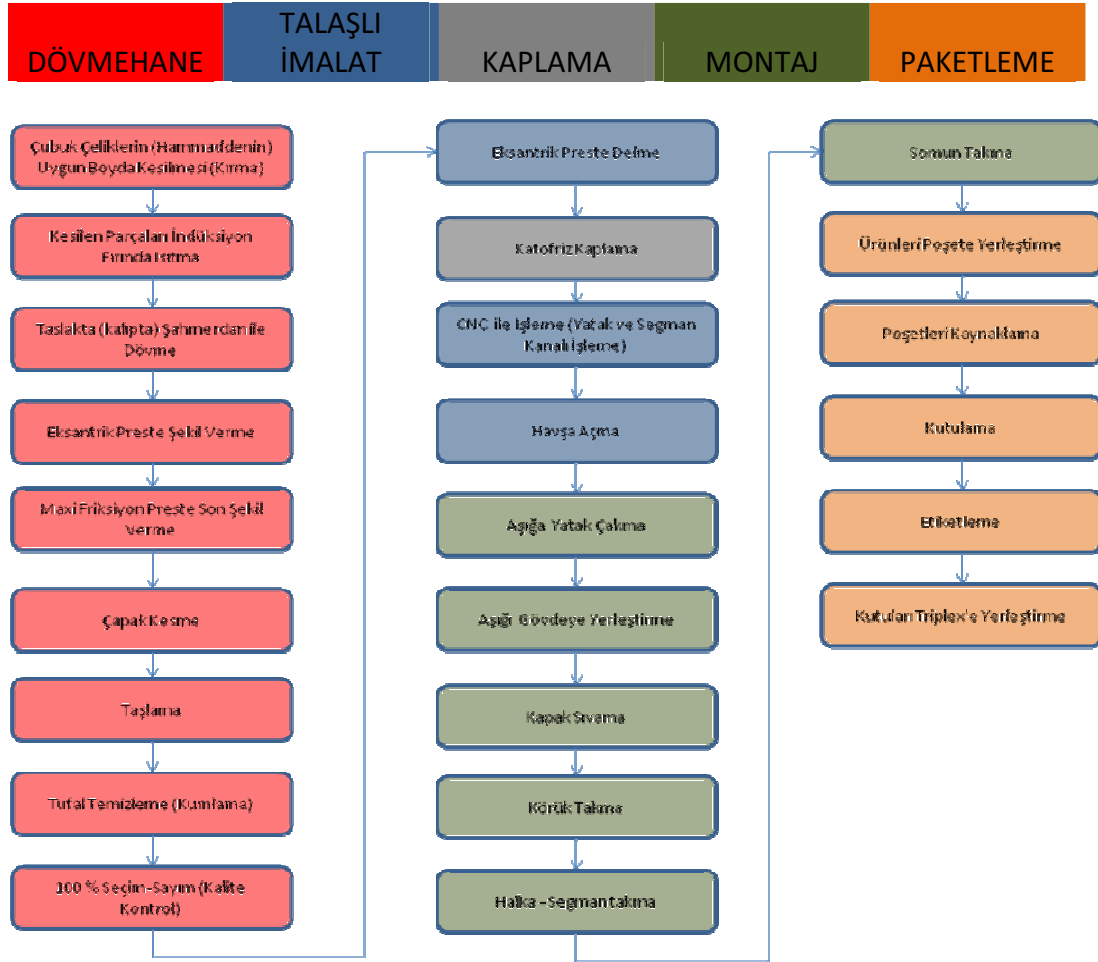 DÖVMEHANE
TALAŞLI
İMALAT
KAPLAMA
MONTAJ
PAKETLEME
Çubuk Çeliklerin (Hammaddenin)
Uygun Boyda Kesilmesi (Kırma)
Kesilen Parçaları İndüksiyon
Fırında Isıtma
Taslakta (kalıpta) Şahmerdan ile
Dövme
Eksantrik Preste Şekil Verme
Maxi Friksiyon Preste Son Şekil
Verme
Çapak Kesme
Taşlama
Tufal Temizleme (Kumlama)
100 % Seçim-Sayım (Kalite
Kontrol)
Eksantrik Preste Delme
Katofriz Kaplama
CNC ile İşleme (Yatak ve Segman
Kanalı İşleme)
Havşa Açma
Aşığa Yatak Çakma
Aşığı Gövdeye Yerleştirme
Kapak Sıvama
Körük Takma
Halka – Segman takma
Somun Takma
Ürünleri Poşete Yerleştirme
Poşetleri Kaynaklama
Kutulama
Etiketleme
Kutuları Triplex'e Yerleştirme